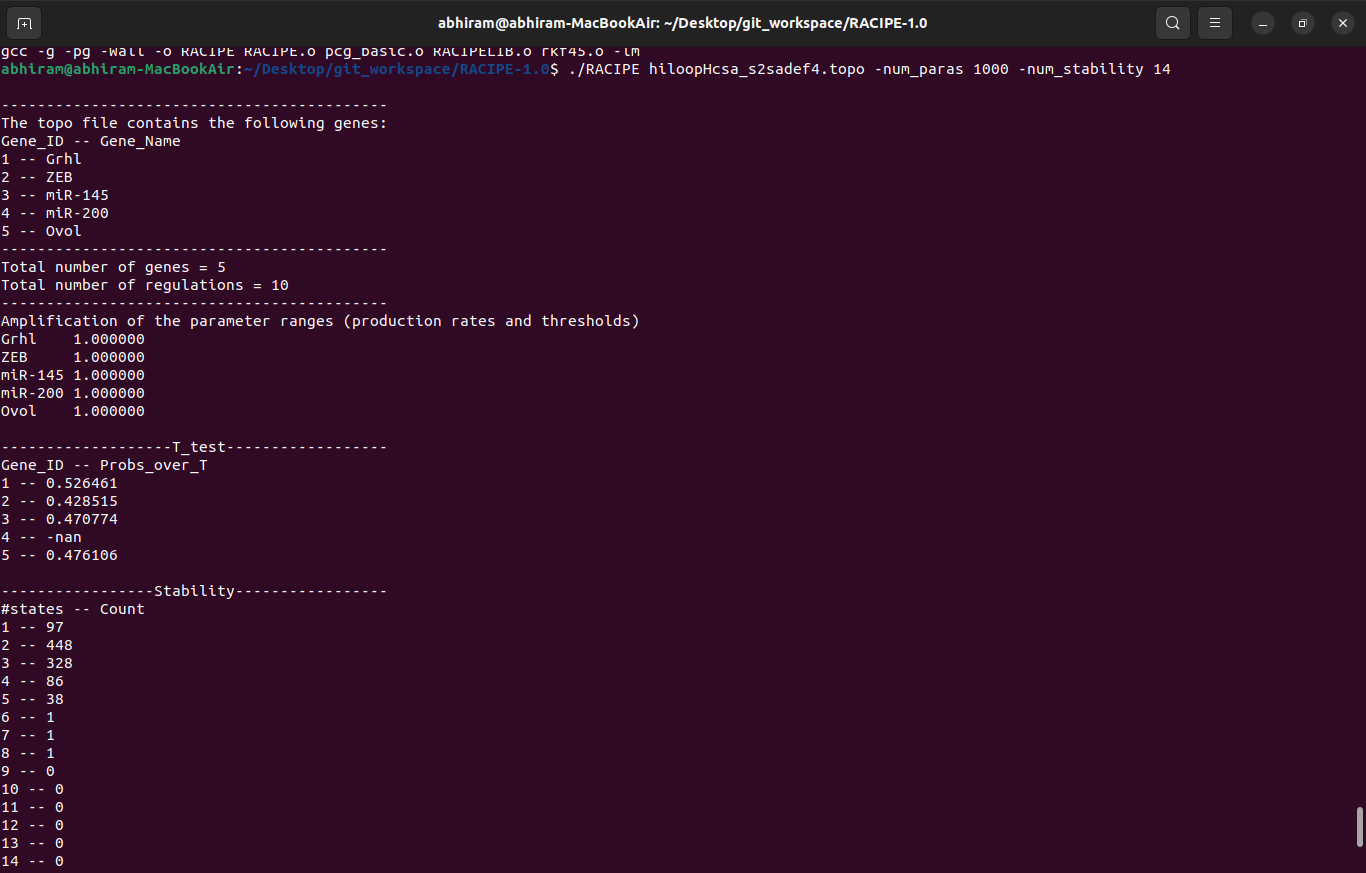 abhiram@abhiram-MacBookAir: ~/Desktop/git_workspace/RACIPE-1.0
gcc -g -pg -Wall -o RACIPE RACIPE.o pcg_basic.o RACIPELIB.o rkf45.o -lm
abhiram@abhiram-MacBookAir:~/Desktop/git_workspace/RACIPE-1.0$ ./RACIPE hiloopHcsa_s2sadef4.topo -num_paras 1000 -num_stability 14
-------------------------------------------
The topo file contains the following genes:
Gene_ID -- Gene_Name
1 -- Grhl
2 -- ZEB
3 -- miR-145
4 -- miR-200
5 -- Ovol
-------------------------------------------
Total number of genes = 5
Total number of regulations = 10
-------------------------------------------
Amplification of the parameter ranges (production rates and thresholds)
Grhl    1.000000
ZEB     1.000000
miR-145 1.000000
miR-200 1.000000
Ovol    1.000000
-------------------T_test------------------
Gene_ID -- Probs_over_T
1 -- 0.526461
2 -- 0.428515
3 -- 0.470774
4 -- -nan
5 -- 0.476106
-----------------Stability-----------------
#states -- Count
1 -- 97
2 -- 448
3 -- 328
4 -- 86
5 -- 38
6 -- 1
7 -- 1
8 -- 1
9 -- 0
10 -- 0
11 -- 0
12 -- 0
13 -- 0
14 -- 0